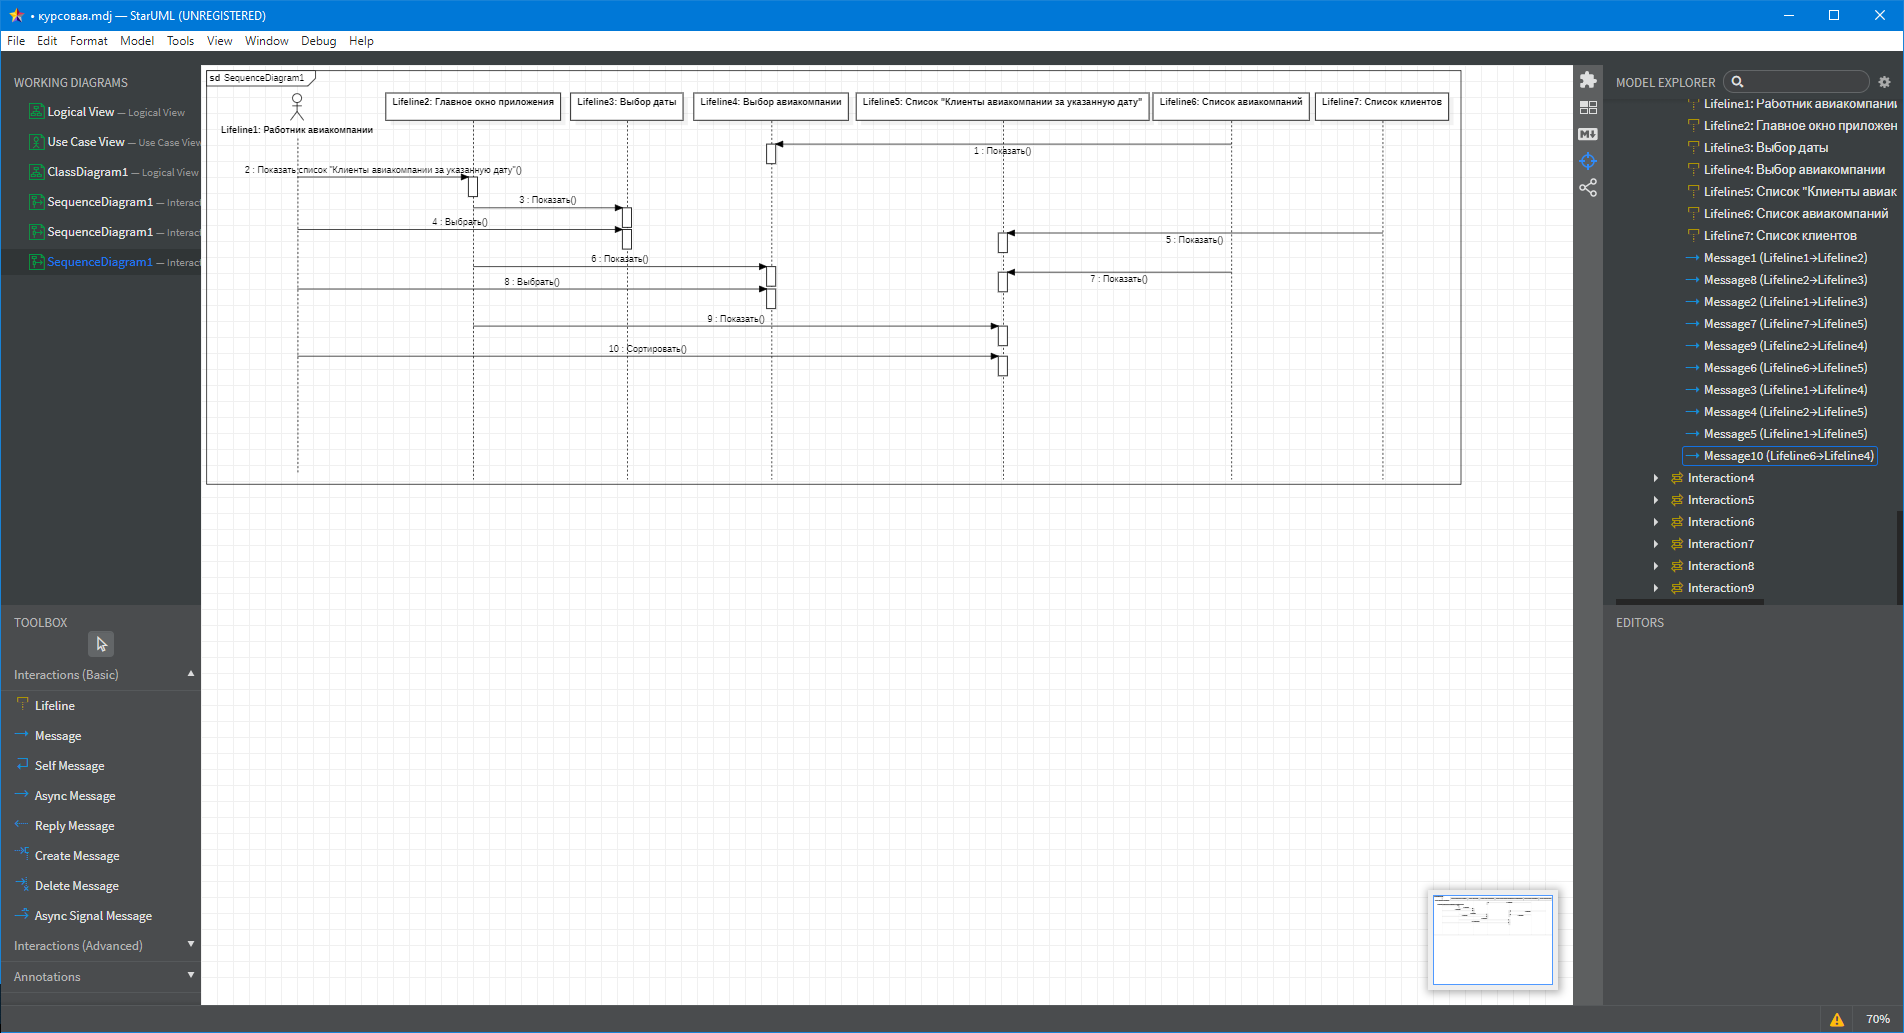 • курсовая.mdj — StarUML (UNREGISTERED)
File Edit Format Model Tools View Window Debug Help
WORKING DIAGRAMS
Logical View — Logical View
Use Case View — Use Case View
ClassDiagram1 — Logical View
SequenceDiagram1 — Interact
SequenceDiagram1 — Interact
SequenceDiagram1 — Interact
TOOLBOX
Interactions (Basic)
Lifeline
Message
Self Message
Async Message
Reply Message
Create Message
Delete Message
Async Signal Message
Interactions (Advanced)
Annotations
sd SequenceDiagram1
Lifeline1: Работник авиакомпании
Lifeline2: Главное окно приложения
Lifeline3: Выбор даты
Lifeline4: Выбор авиакомпании
Lifeline5: Список "Клиенты авиакомпании за указанную дату"
Lifeline6: Список авиакомпаний
Lifeline7: Список клиентов
1 : Показать()
2 : Показать список "Клиенты авиакомпании за указанную дату"()
3 : Показать()
4 : Выбрать()
5 : Показать()
6 : Показать()
7 : Показать()
8 : Выбрать()
9 : Показать()
10 : Сортировать()
MODEL EXPLORER
Lifeline1: Работник авиакомпании
Lifeline2: Главное окно приложен
Lifeline3: Выбор даты
Lifeline4: Выбор авиакомпании
Lifeline5: Список "Клиенты авиак
Lifeline6: Список авиакомпаний
Lifeline7: Список клиентов
Message1 (Lifeline1→Lifeline2)
Message8 (Lifeline2→Lifeline3)
Message2 (Lifeline1→Lifeline3)
Message7 (Lifeline7→Lifeline5)
Message9 (Lifeline2→Lifeline4)
Message6 (Lifeline6→Lifeline5)
Message3 (Lifeline1→Lifeline4)
Message4 (Lifeline2→Lifeline5)
Message5 (Lifeline1→Lifeline5)
Message10 (Lifeline6→Lifeline4)
Interaction4
Interaction5
Interaction6
Interaction7
Interaction8
Interaction9
EDITORS
70%